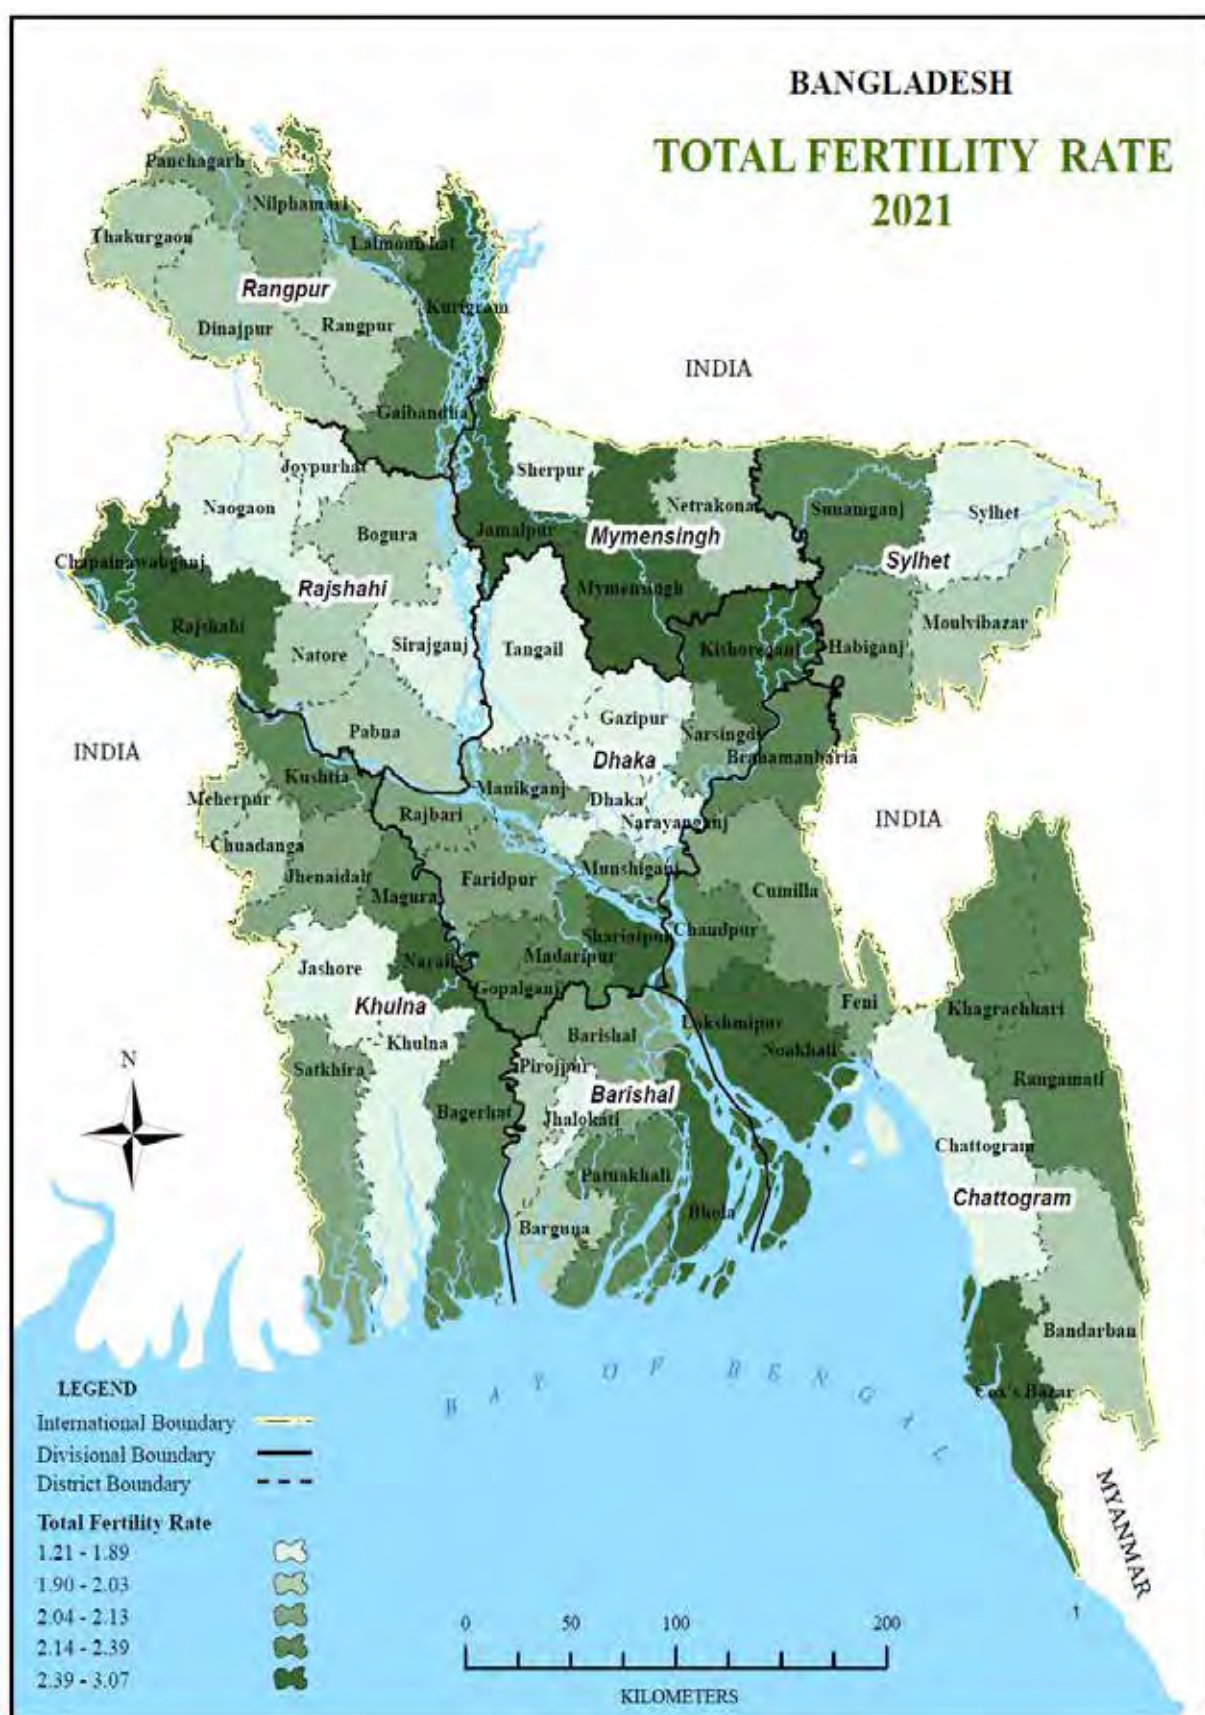 BANGLADESH
TOTAL FERTILITY RATE
2021
Panchagarh
Nilphamari
Thakurgaon
Lalmonirhat
Rangpur
Kurigram
Dinajpur
Rangpur
INDIA
Gaibandha
Joypurhat
Sherpur
Naogaon
Netrakona
Sunamganj
Sylhet
Bogura
Jamalpur
Mymensingh
Chapainawabganj
Sylhet
Rajshahi
Mymensingh
Rajshahi
Moulvibazar
Natore
Sirajganj
Tangail
Kishoreganj
Habiganj
Gazipur
Pabna
Narsingdi
INDIA
Dhaka
Brahamanbaria
Kushtia
Meherpur
Manikganj
Dhaka
Rajbari
Narayanganj
INDIA
Chuadanga
Jhenaidah
Faridpur
Munshiganj
Magura
Cumilla
Shariatpur
Chandpur
Narail
Madaripur
Jashore
Gopalganj
Khulna
Feni
Khagrachhari
Lakshmipur
Barishal
Khulna
Noakhali
N
Satkhira
Pirojpur
Rangamati
Barishal
Bagerhat
Jhalokati
Chattogram
Patuakhali
Chattogram
Bhola
Barguna
Bandarban
BAY OF BENGAL
Cox's Bazar
MYANMAR
LEGEND
International Boundary
Divisional Boundary
District Boundary
Total Fertility Rate
1.21 - 1.89
1.90 - 2.03
2.04 - 2.13
2.14 - 2.39
2.39 - 3.07
0 50 100 200
KILOMETERS
1